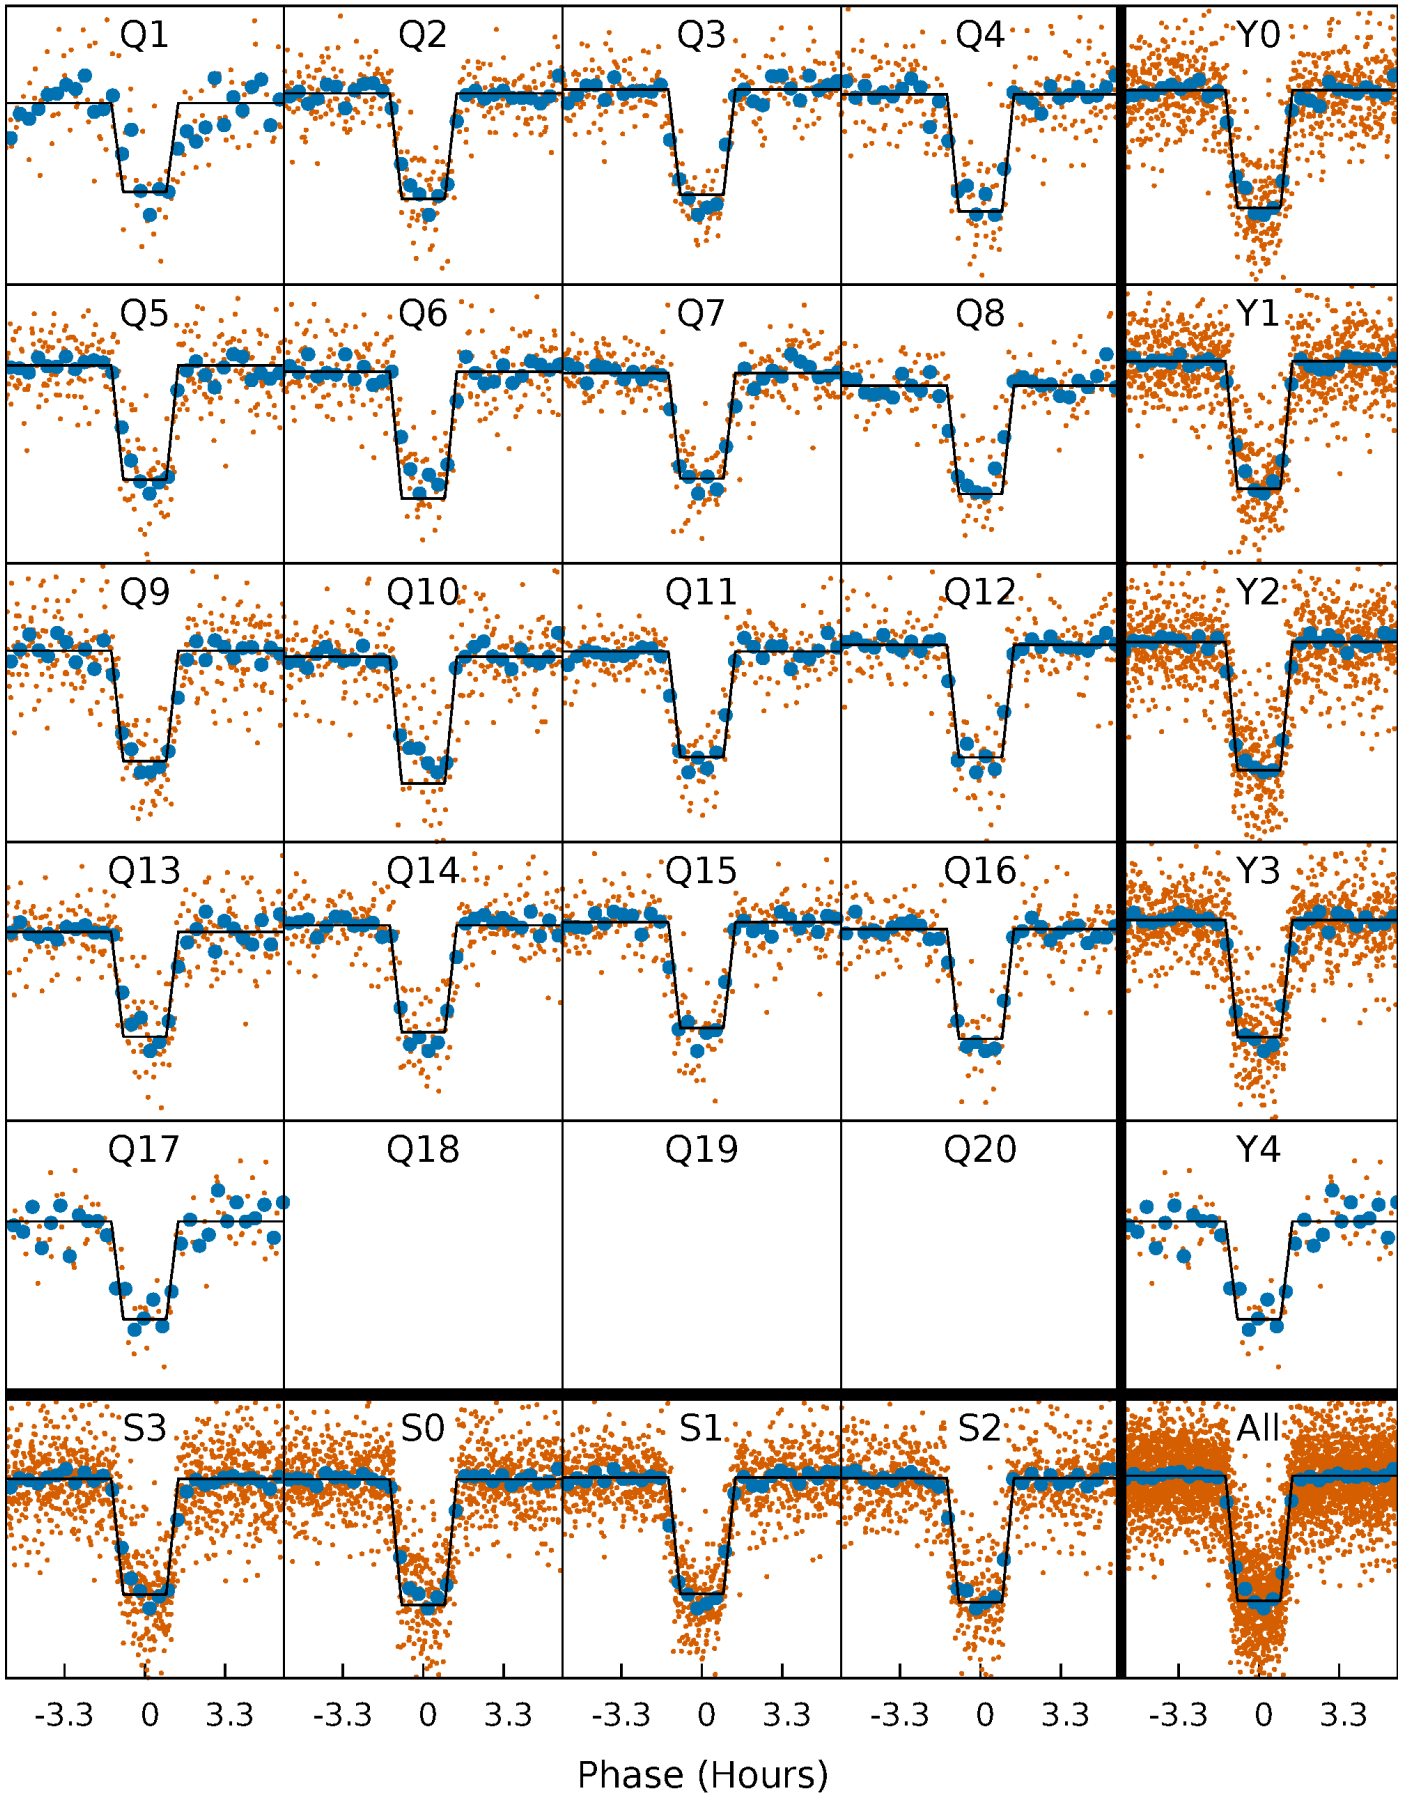 Q1 Q2 Q3 Q4 Y0
Q5 Q6 Q7 Q8 Y1
Q9 Q10 Q11 Q12 Y2
Q13 Q14 Q15 Q16 Y3
Q17 Q18 Q19 Q20 Y4
S3 S0 S1 S2 All
-3.3 0 3.3 -3.3 0 3.3 -3.3 0 3.3 -3.3 0 3.3 -3.3 0 3.3
Phase (Hours)